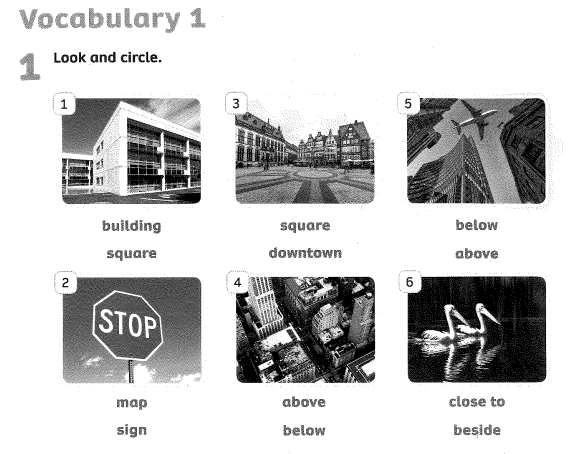 Vocabulary 1
1 Look and circle.
1
building
square
2
STOP
map
sign
3
square
downtown
4
above
below
5
below
above
6
close to
beside